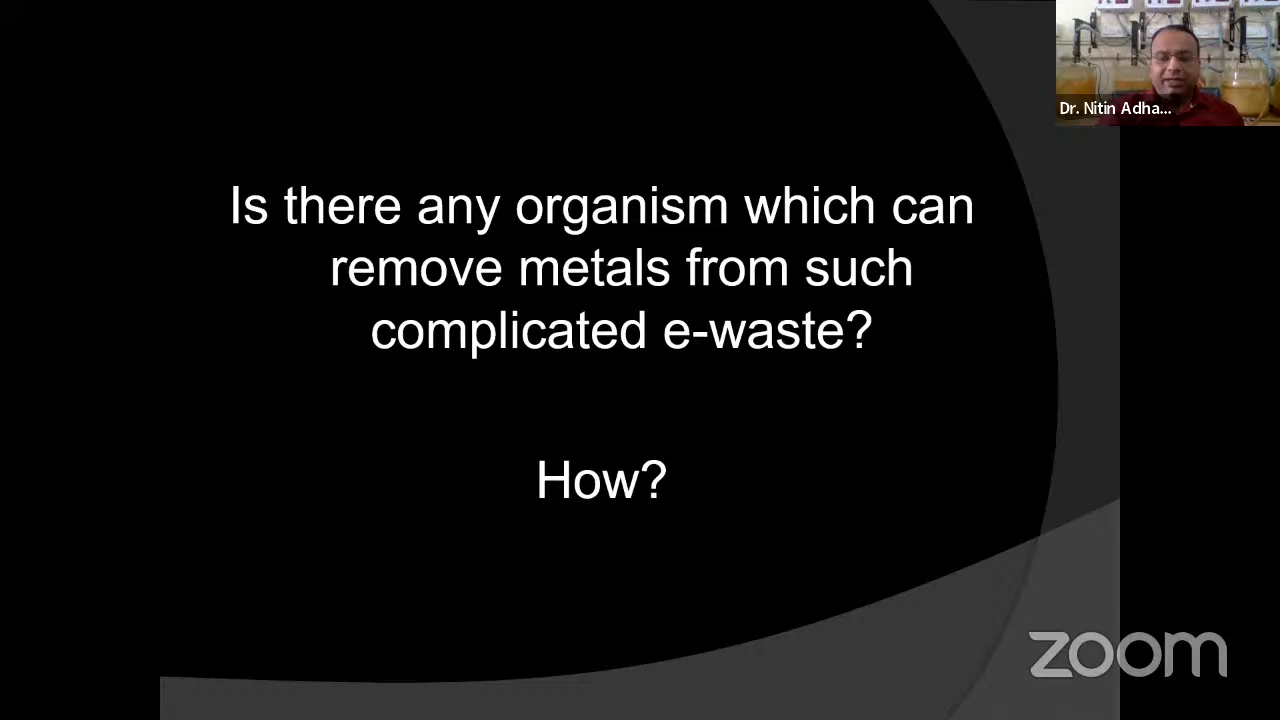 Dr. Nitin Adha...
Is there any organism which can
remove metals from such
complicated e-waste?
How?
zoom